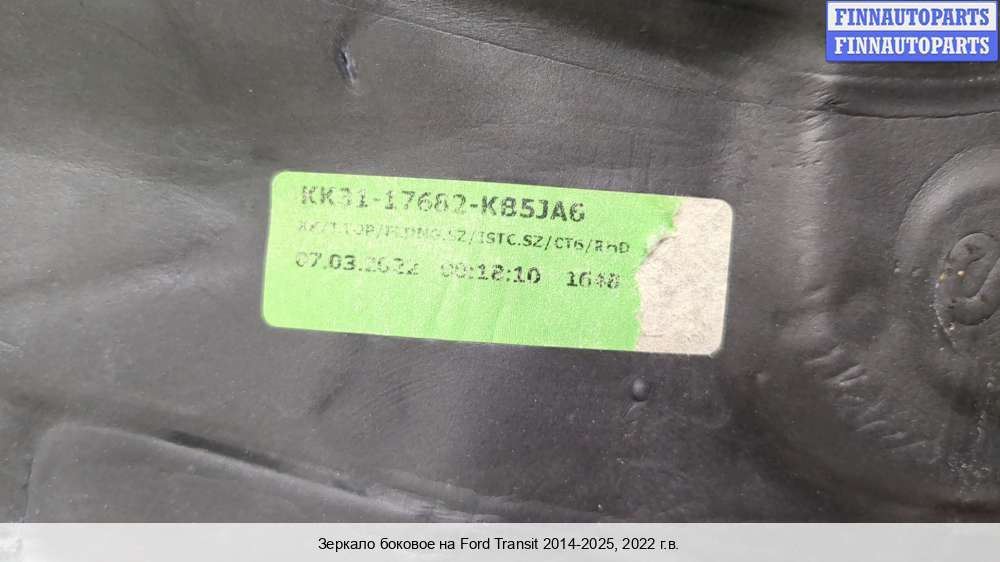 FINNAUTOPARTS
FINNAUTOPARTS
KK31-17682-K85JA6
07.03.2022 00:18:10 1648
Зеркало боковое на Ford Transit 2014-2025, 2022 г.в.